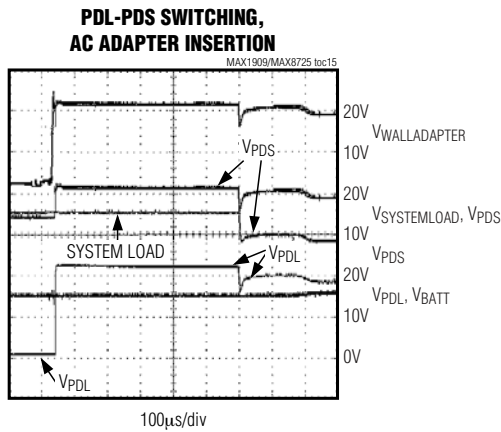 PDL-PDS SWITCHING,
AC ADAPTER INSERTION
MAX1909/MAX8725 toc15
20V
VWALLADAPTER
10V
VPDS
20V
VSYSTEMLOAD, VPDS
10V
SYSTEM LOAD
VPDS
VPDL
20V
VPDL, VBATT
10V
0V
VPDL
100µs/div